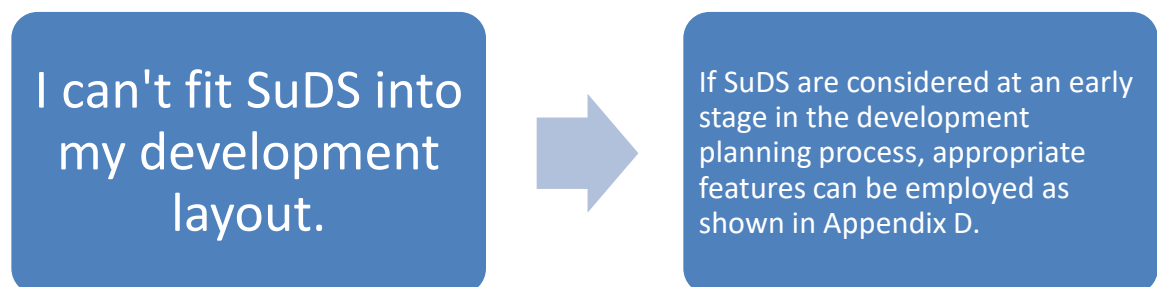 I can't fit SuDS into
my development
layout.
If SuDS are considered at an early
stage in the development
planning process, appropriate
features can be employed as
shown in Appendix D.